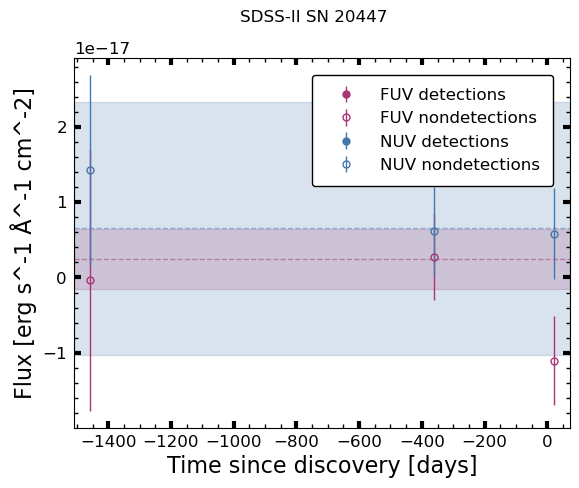 SDSS-II SN 20447
1e−17
FUV detections
FUV nondetections
NUV detections
NUV nondetections
2
1
0
−1
Flux [erg s^-1 Å^-1 cm^-2]
−1400 −1200 −1000 −800 −600 −400 −200 0
Time since discovery [days]